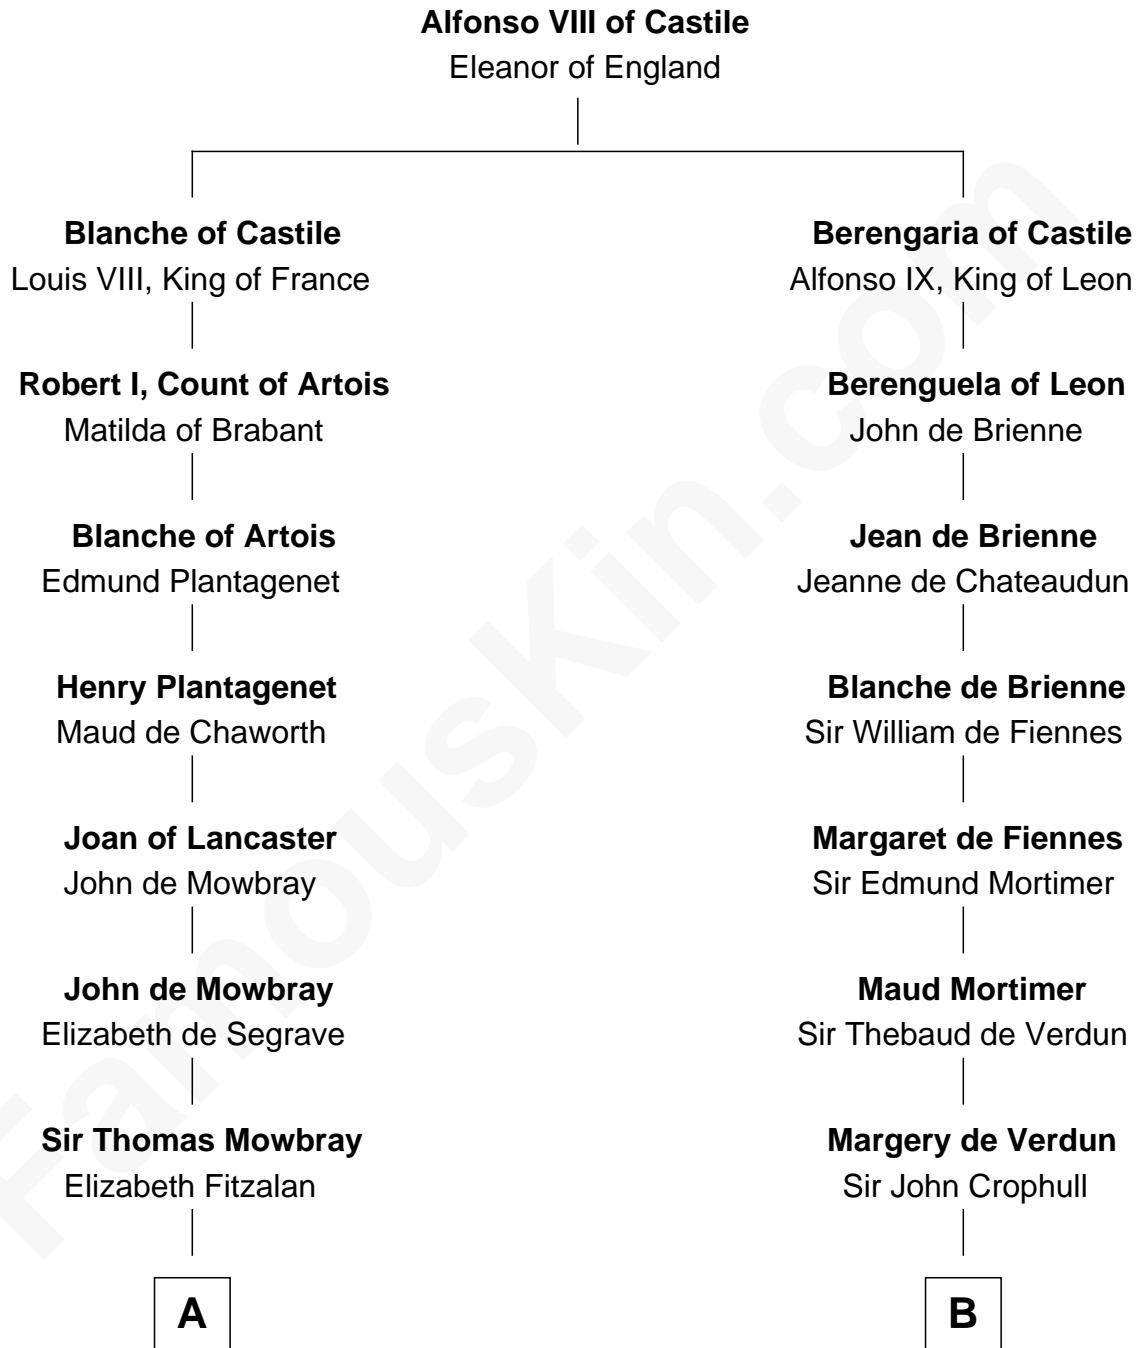 Alfonso VIII of Castile
Eleanor of England
Blanche of Castile
Louis VIII, King of France
Berengaria of Castile
Alfonso IX, King of Leon
Robert I, Count of Artois
Matilda of Brabant
Berenguela of Leon
John de Brienne
Blanche of Artois
Edmund Plantagenet
Jean de Brienne
Jeanne de Chateaudun
Henry Plantagenet
Maud de Chaworth
Blanche de Brienne
Sir William de Fiennes
Joan of Lancaster
John de Mowbray
Margaret de Fiennes
Sir Edmund Mortimer
John de Mowbray
Elizabeth de Segrave
Maud Mortimer
Sir Thebaud de Verdun
Sir Thomas Mowbray
Elizabeth Fitzalan
Margery de Verdun
Sir John Crophull
A
B
FamousKin.com